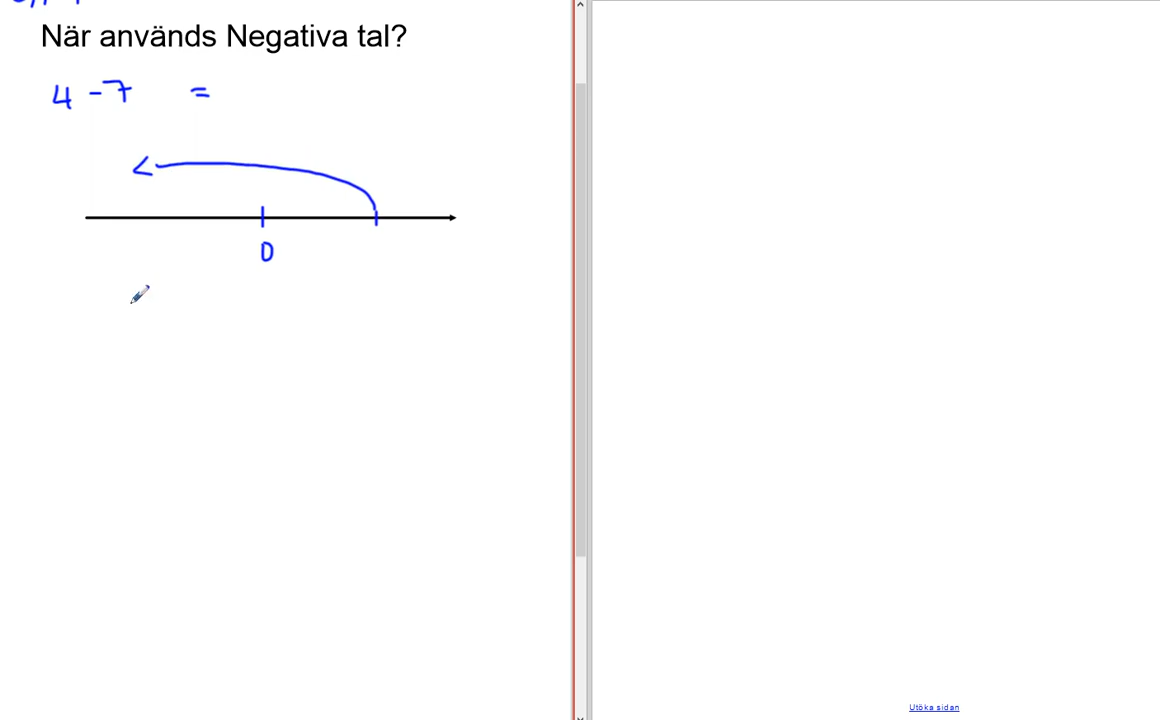 När används Negativa tal?
4 -7 =
0
Utöka sidan